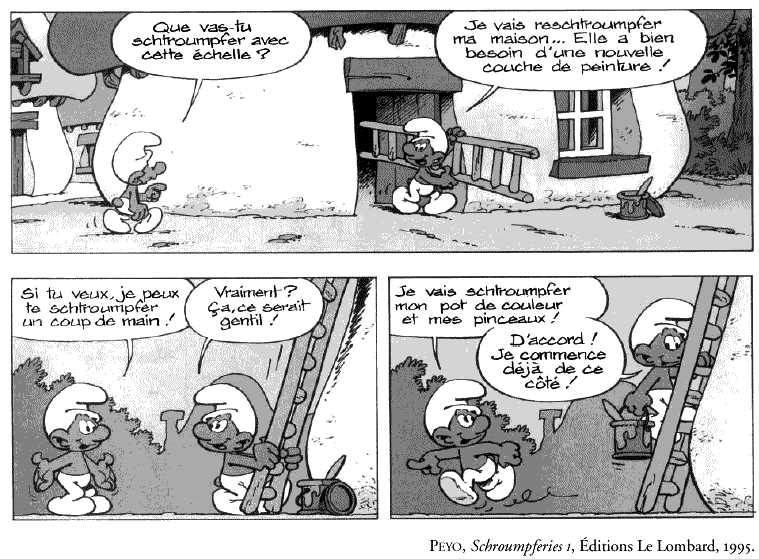 Que vas-tu
schtroumpfer avec
cette échelle ?
Je vais reschtroumpfer
ma maison... Elle a bien
besoin d'une nouvelle
couche de peinture !
Si tu veux, je peux
te schtroumpfer
un coup de main !
Vraiment ?
Ça, ce serait
gentil !
Je vais schtroumpfer
mon pot de couleur
et mes pinceaux !
D'accord !
Je commence
déjà de ce
côté !
PEYO, Schroumpferies 1, Éditions Le Lombard, 1995.